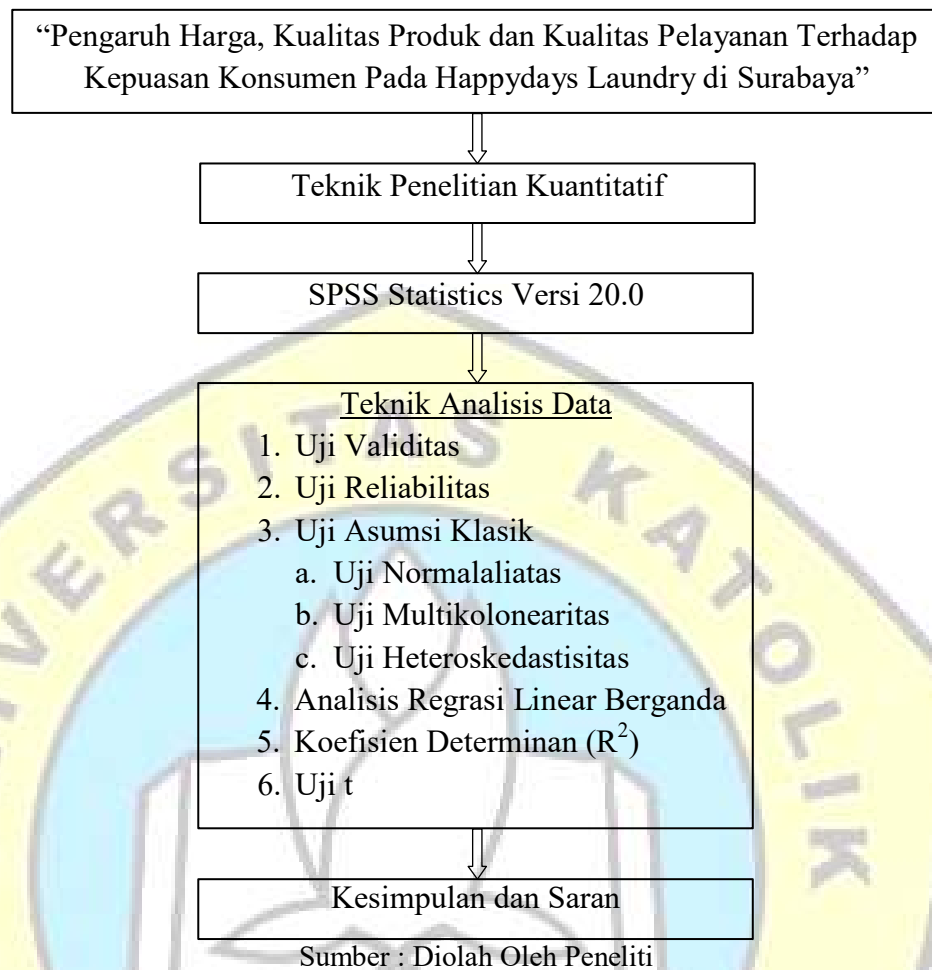 “Pengaruh Harga, Kualitas Produk dan Kualitas Pelayanan Terhadap
Kepuasan Konsumen Pada Happydays Laundry di Surabaya”
Teknik Penelitian Kuantitatif
SPSS Statistics Versi 20.0
Teknik Analisis Data
1. Uji Validitas
2. Uji Reliabilitas
3. Uji Asumsi Klasik
a. Uji Normalaliatas
b. Uji Multikolonearitas
c. Uji Heteroskedastisitas
4. Analisis Regrasi Linear Berganda
5. Koefisien Determinan (R²)
6. Uji t
Kesimpulan dan Saran
Sumber : Diolah Oleh Peneliti
KATOLIK